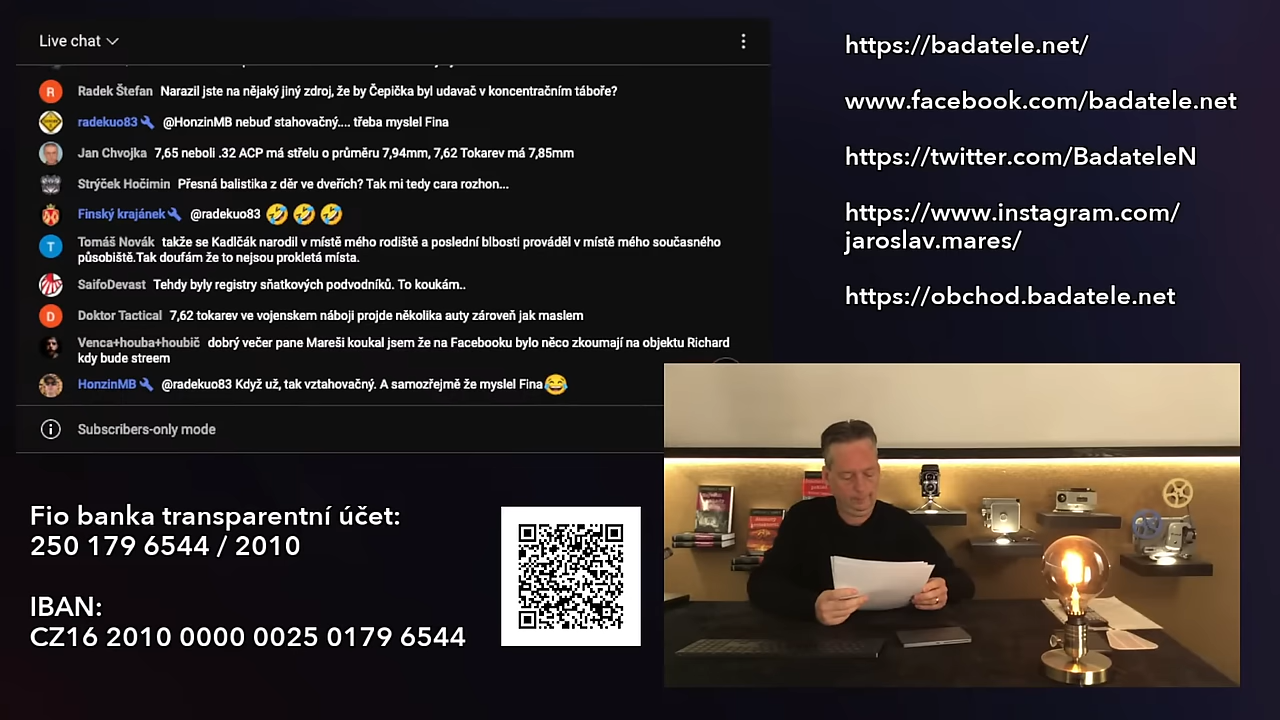 Live chat
R Radek Štefan Narazil jste na nějaký jiný zdroj, že by Čepička byl udavač v koncentračním táboře?
radekuo83 @HonzinMB nebuď stahovačný.... třeba myslel Fina
Jan Chvojka 7,65 neboli .32 ACP má střelu o průměru 7,94mm, 7,62 Tokarev má 7,85mm
Strýček Hočimin Přesná balistika z děr ve dveřích? Tak mi tedy cara rozhon...
Finský krajánek @radekuo83 🤣🤣🤣
T Tomáš Novák takže se Kadlčák narodil v místě mého rodiště a poslední blbosti prováděl v místě mého současného
působiště.Tak doufám že to nejsou prokletá místa.
SaifoDevast Tehdy byly registry sňatkových podvodníků. To koukám..
D Doktor Tactical 7,62 tokarev ve vojenskem náboji projde několika auty zároveň jak maslem
Venca+houba+houbič dobrý večer pane Mareši koukal jsem že na Facebooku bylo něco zkoumají na objektu Richard
kdy bude streem
HonzinMB @radekuo83 Když už, tak vztahovačný. A samozřejmě že myslel Fina😂
Subscribers-only mode
https://badatele.net/
www.facebook.com/badatele.net
https://twitter.com/BadateleN
https://www.instagram.com/
jaroslav.mares/
https://obchod.badatele.net
Fio banka transparentní účet:
250 179 6544 / 2010
IBAN:
CZ16 2010 0000 0025 0179 6544